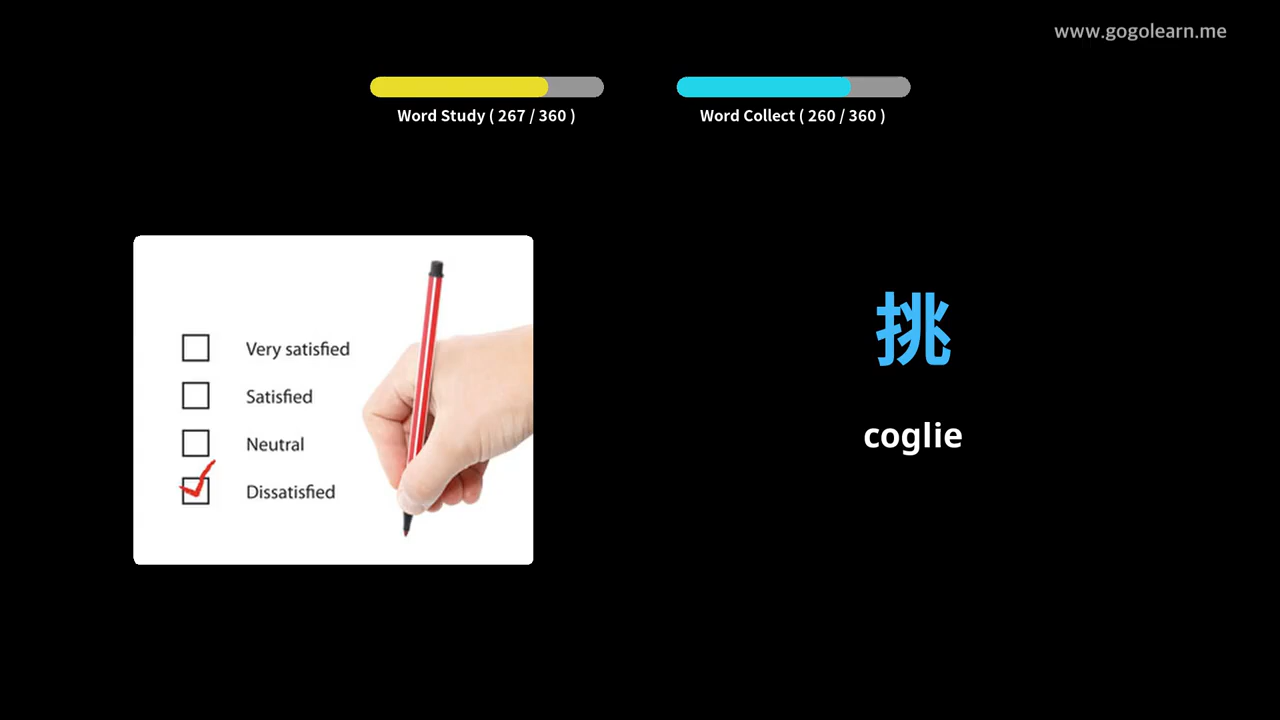 www.gogolearn.me
Word Study ( 267 / 360 )
Word Collect ( 260 / 360 )
Very satisfied
Satisfied
Neutral
Dissatisfied
挑
coglie